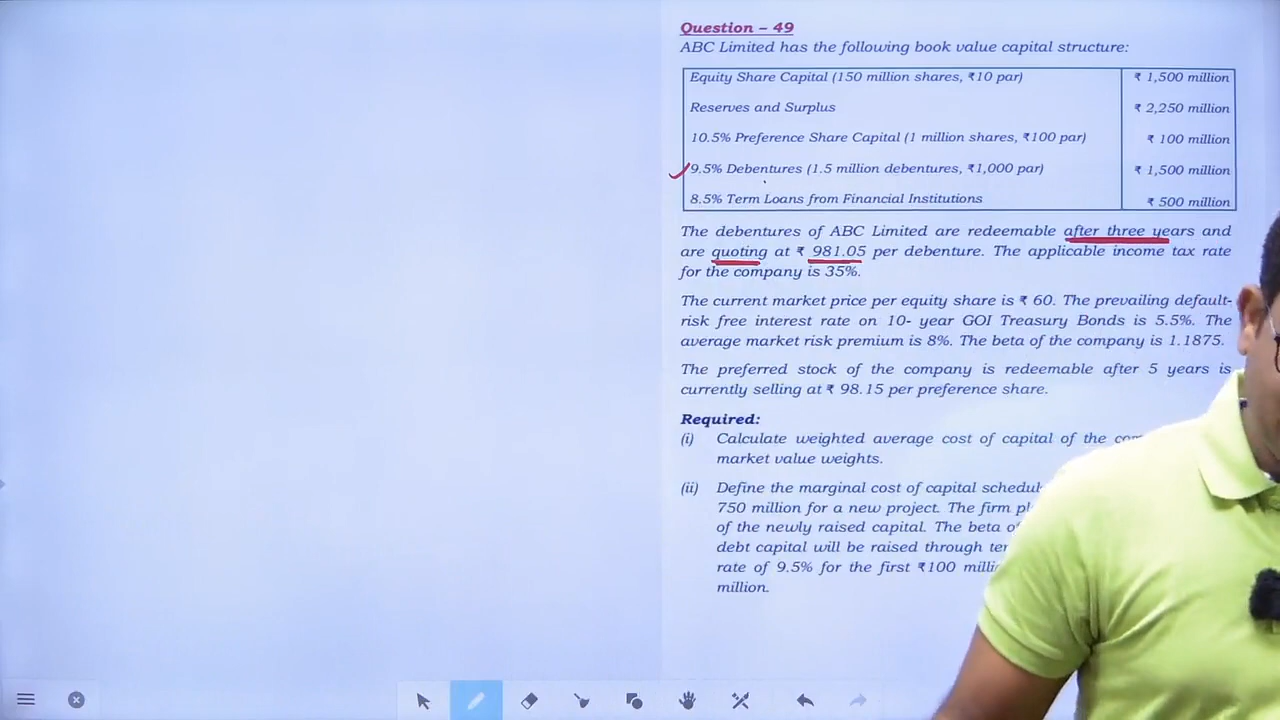 Question – 49
ABC Limited has the following book value capital structure:
Equity Share Capital (150 million shares, ₹10 par) ₹ 1,500 million
Reserves and Surplus ₹ 2,250 million
10.5% Preference Share Capital (1 million shares, ₹100 par) ₹ 100 million
9.5% Debentures (1.5 million debentures, ₹1,000 par) ₹ 1,500 million
8.5% Term Loans from Financial Institutions ₹ 500 million
The debentures of ABC Limited are redeemable after three years and
are quoting at ₹ 981.05 per debenture. The applicable income tax rate
for the company is 35%.
The current market price per equity share is ₹ 60. The prevailing default-
risk free interest rate on 10- year GOI Treasury Bonds is 5.5%. The
average market risk premium is 8%. The beta of the company is 1.1875.
The preferred stock of the company is redeemable after 5 years is
currently selling at ₹ 98.15 per preference share.
Required:
(i) Calculate weighted average cost of capital of the
market value weights.
(ii) Define the marginal cost of capital
750 million for a new project. The firm
of the newly raised capital. The beta
debt capital will be raised through
rate of 9.5% for the first ₹100
million.